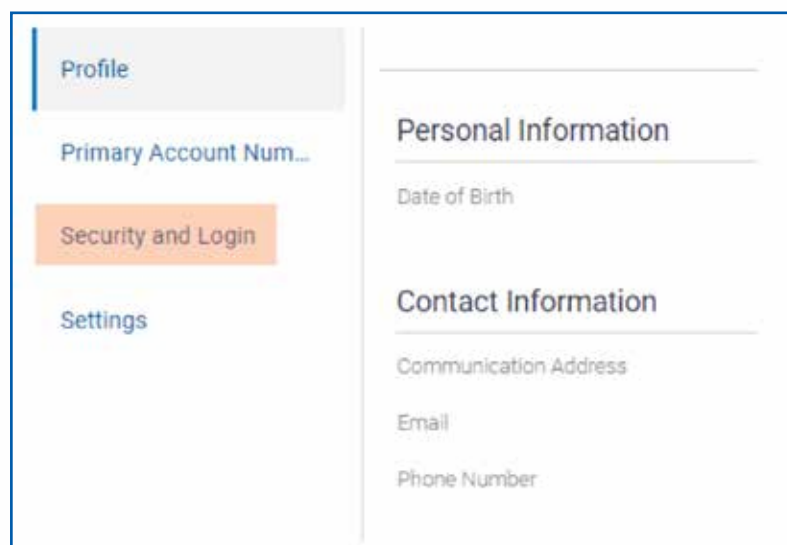 Profile
Primary Account Num...
Security and Login
Settings
Personal Information
Date of Birth
Contact Information
Communication Address
Email
Phone Number